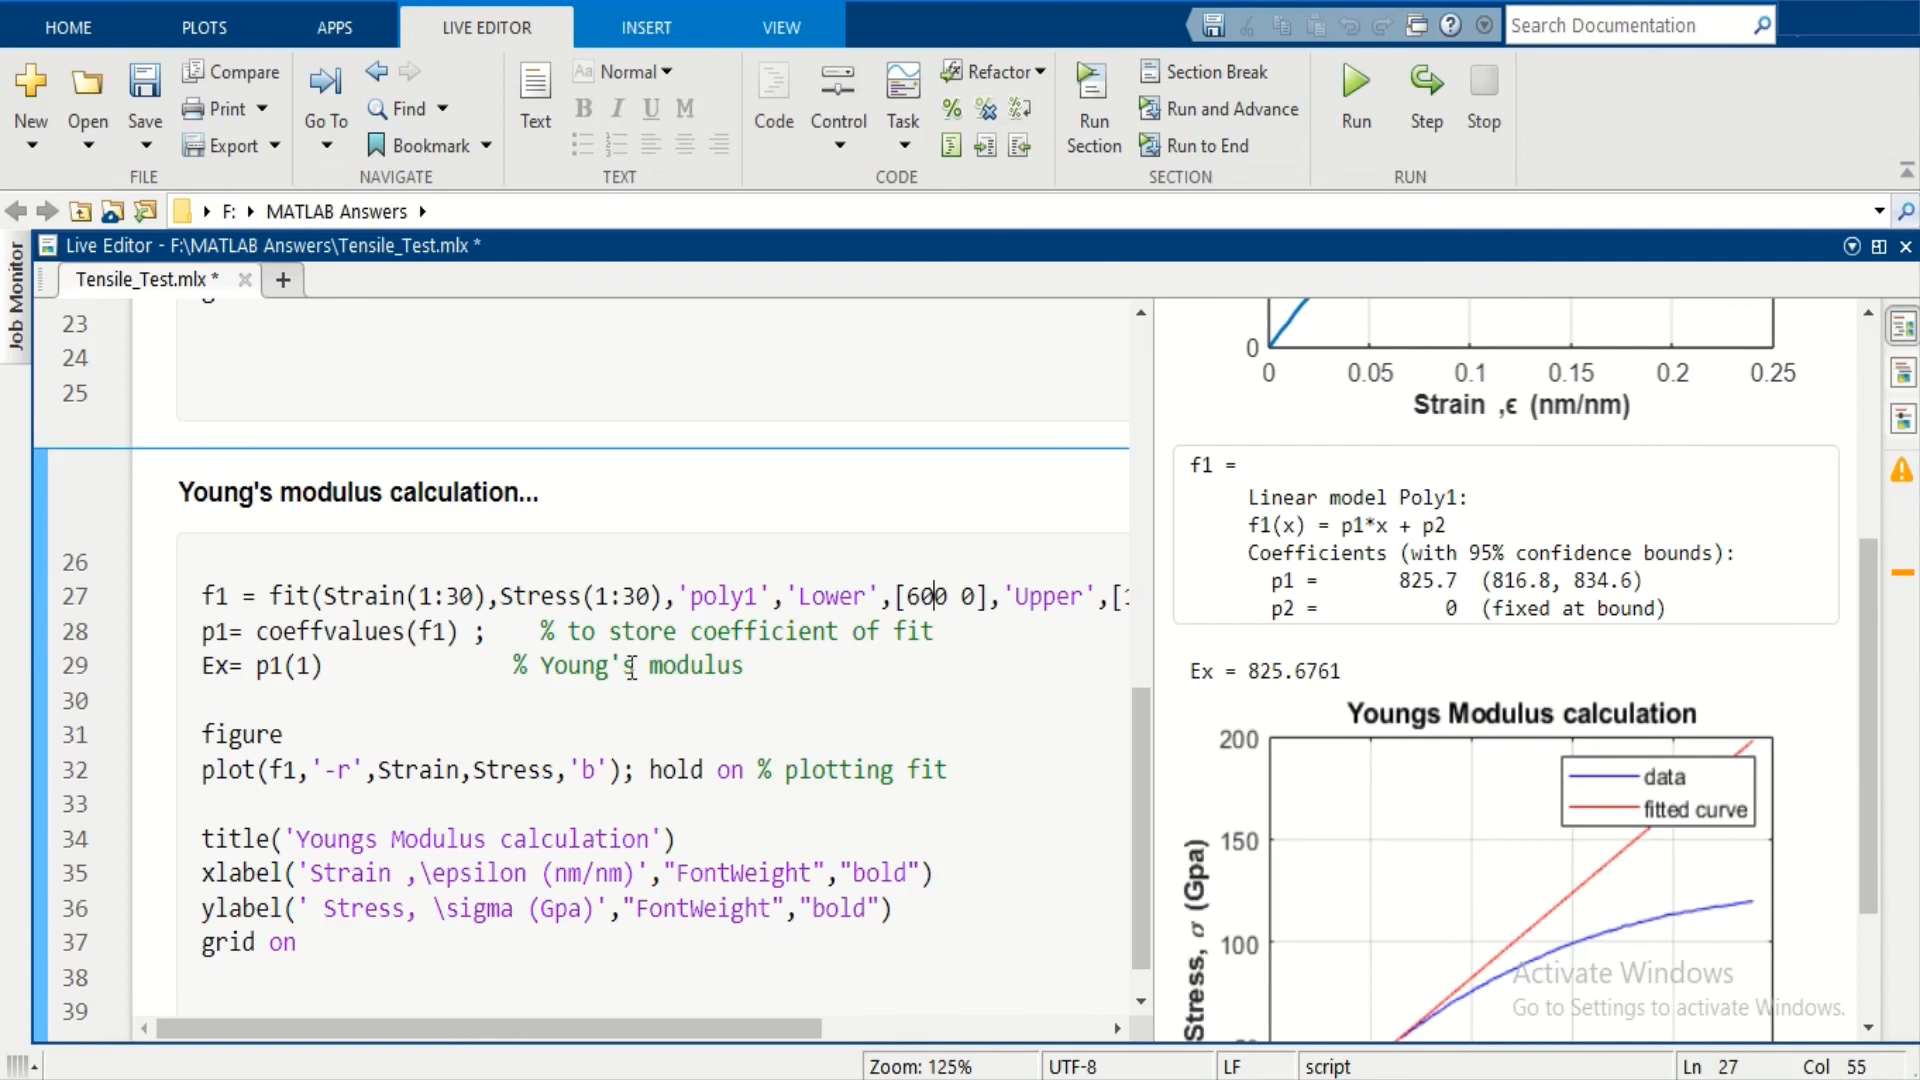 HOME PLOTS APPS LIVE EDITOR INSERT VIEW Search Documentation
New Open Save Compare Print Export Go To Find Bookmark Text Aa Normal B I U M Code Control Task Refactor Run Section Section Break Run and Advance Run to End Run Step Stop
FILE NAVIGATE TEXT CODE SECTION RUN
F: MATLAB Answers
Job Monitor
Live Editor - F:\MATLAB Answers\Tensile_Test.mlx *
Tensile_Test.mlx *
23
24
25
Young's modulus calculation...
26
27 f1 = fit(Strain(1:30),Stress(1:30),'poly1','Lower',[600 0],'Upper',[
28 p1= coeffvalues(f1) ; % to store coefficient of fit
29 Ex= p1(1) % Young's modulus
30
31 figure
32 plot(f1,'-r',Strain,Stress,'b'); hold on % plotting fit
33
34 title('Youngs Modulus calculation')
35 xlabel('Strain ,\epsilon (nm/nm)',"FontWeight","bold")
36 ylabel(' Stress, \sigma (Gpa)',"FontWeight","bold")
37 grid on
38
39
0
0 0.05 0.1 0.15 0.2 0.25
Strain ,ϵ (nm/nm)
f1 =
Linear model Poly1:
f1(x) = p1*x + p2
Coefficients (with 95% confidence bounds):
p1 = 825.7 (816.8, 834.6)
p2 = 0 (fixed at bound)
Ex = 825.6761
Youngs Modulus calculation
200
150
100
Stress, σ (Gpa)
data
fitted curve
Activate Windows
Go to Settings to activate Windows.
Zoom: 125% UTF-8 LF script Ln 27 Col 55